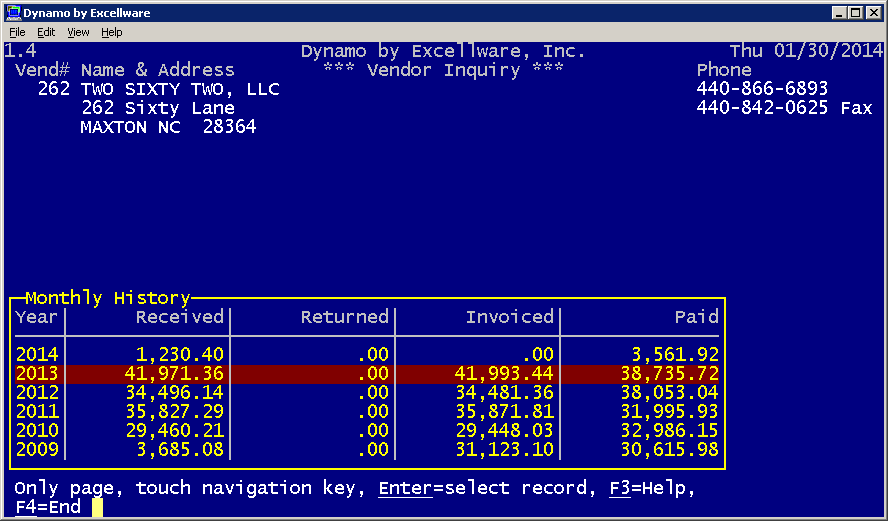 Dynamo by Excellware
File Edit View Help
1.4 Dynamo by Excellware, Inc. Thu 01/30/2014
Vend# Name & Address *** Vendor Inquiry *** Phone
262 TWO SIXTY TWO, LLC 440-866-6893
262 Sixty Lane 440-842-0625 Fax
MAXTON NC 28364
Monthly History
Year Received Returned Invoiced Paid
2014 1,230.40 .00 .00 3,561.92
2013 41,971.36 .00 41,993.44 38,735.72
2012 34,496.14 .00 34,481.36 38,053.04
2011 35,827.29 .00 35,871.81 31,995.93
2010 29,460.21 .00 29,448.03 32,986.15
2009 3,685.08 .00 31,123.10 30,615.98
Only page, touch navigation key, Enter=select record, F3=Help,
F4=End